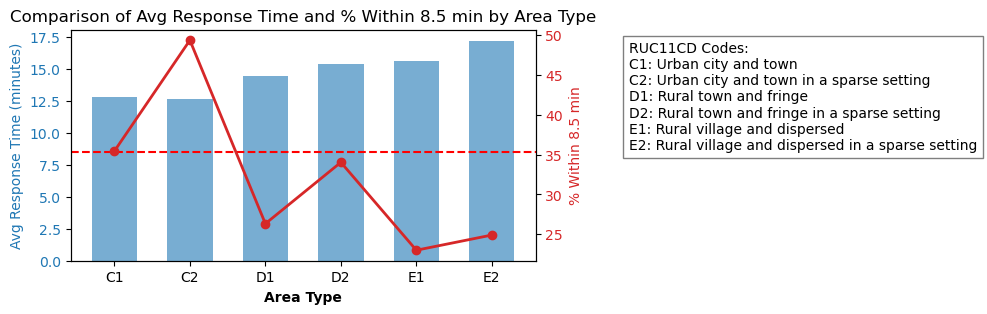 Comparison of Avg Response Time and % Within 8.5 min by Area Type
Avg Response Time (minutes)
17.5
15.0
12.5
10.0
7.5
5.0
2.5
0.0
C1 C2 D1 D2 E1 E2
Area Type
50
45
40
35
30
25
% Within 8.5 min
RUC11CD Codes:
C1: Urban city and town
C2: Urban city and town in a sparse setting
D1: Rural town and fringe
D2: Rural town and fringe in a sparse setting
E1: Rural village and dispersed
E2: Rural village and dispersed in a sparse setting